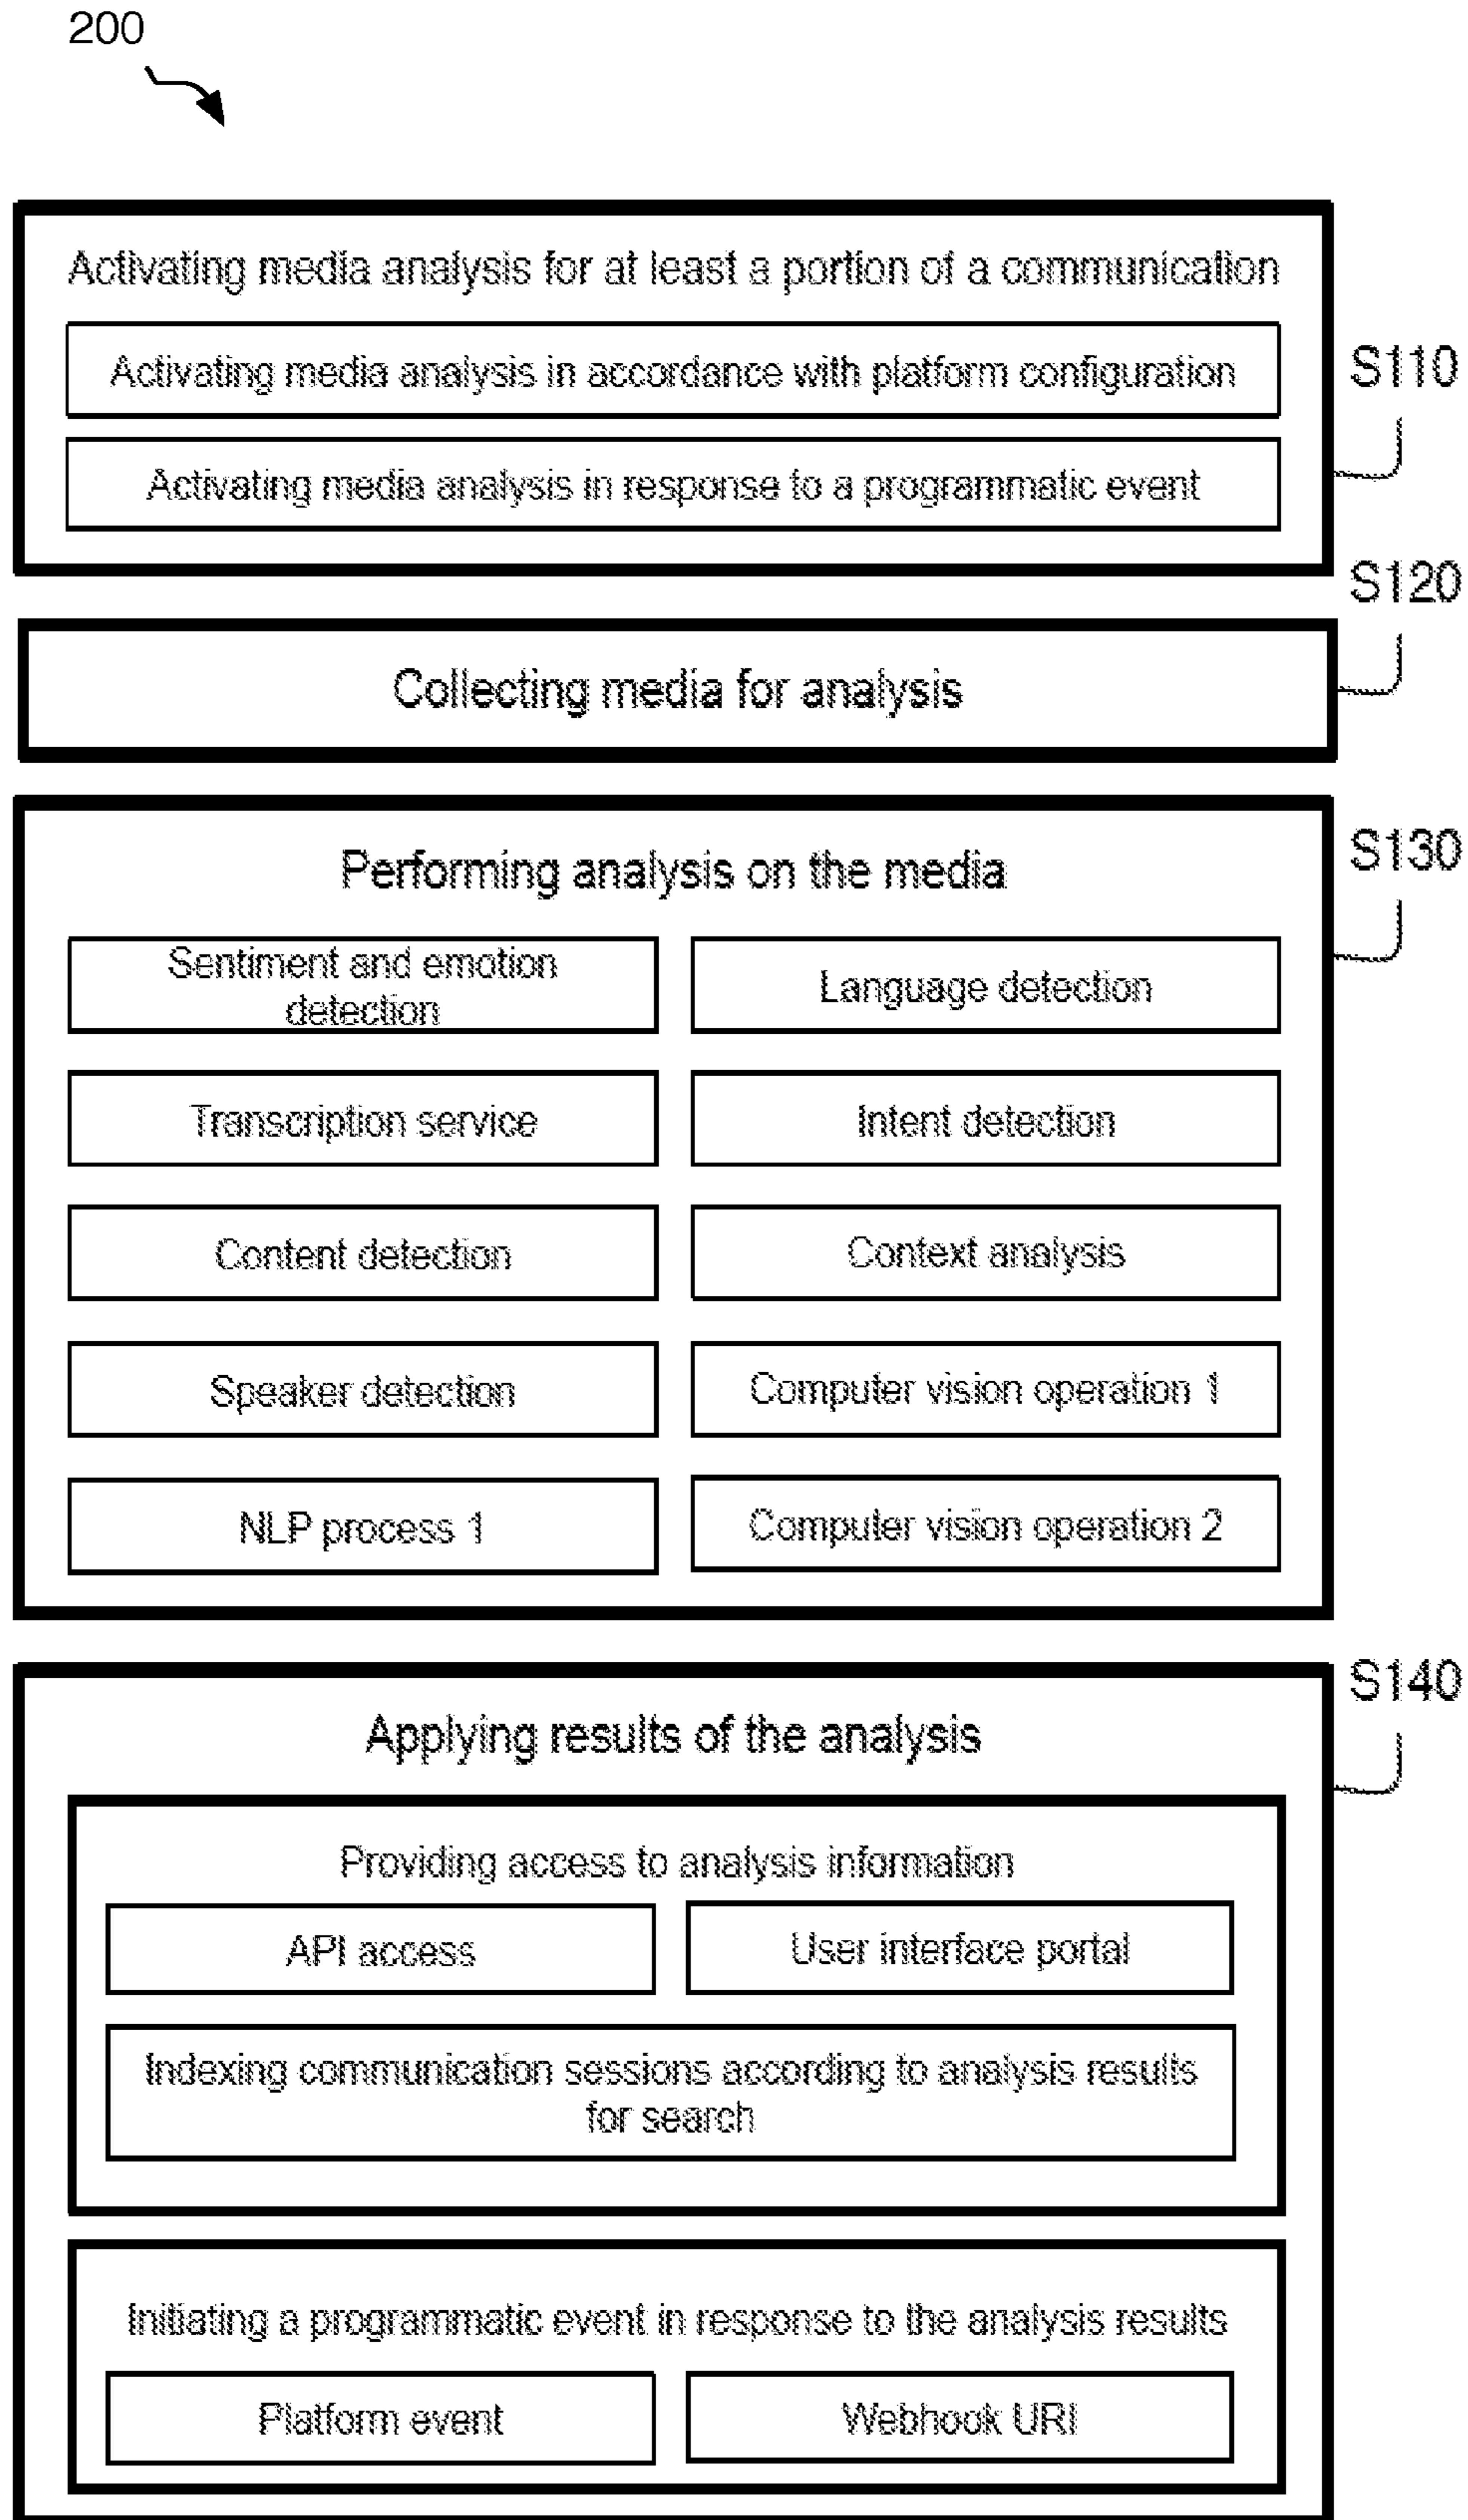 200
Activating media analysis for at least a portion of a communication
Activating media analysis in accordance with platform configuration
S110
Activating media analysis in response to a programmatic event
S120
Collecting media for analysis
S130
Performing analysis on the media
Sentiment and emotion
detection
Language detection
Transcription service
Intent detection
Content detection
Context analysis
Speaker detection
Computer vision operation 1
NLP process 1
Computer vision operation 2
S140
Applying results of the analysis
Providing access to analysis information
API access
User interface portal
Indexing communication sessions according to analysis results
for search
Initiating a programmatic event in response to the analysis results
Platform event
Webhook URI